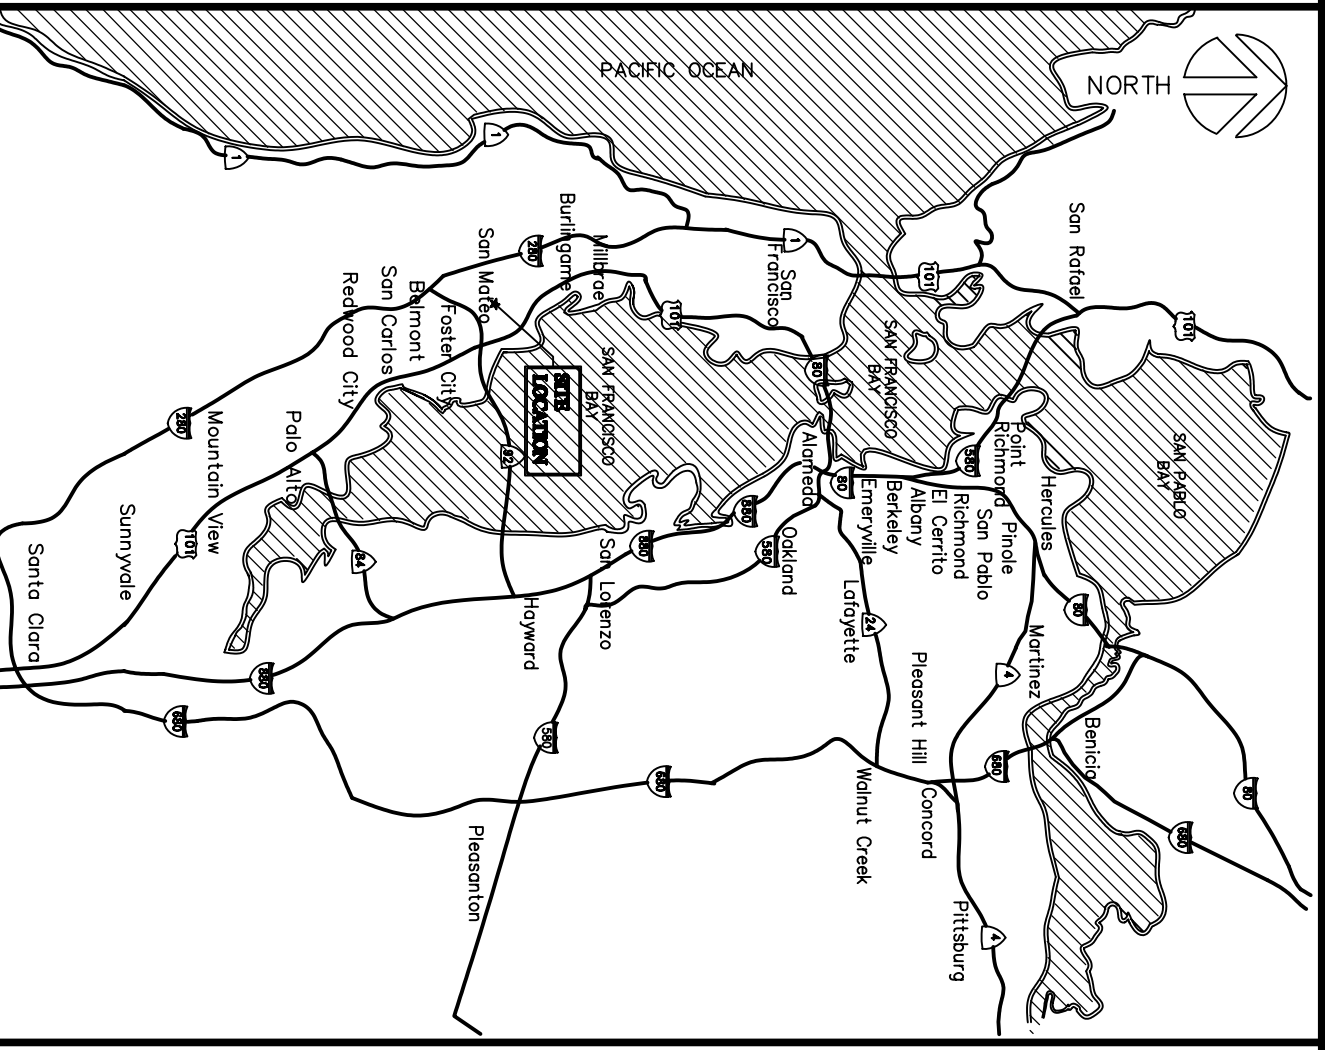 PACIFIC OCEAN
NORTH
1
1
San Rafael
101
101
1
San
Francisco
280
Burlingame
Millbrae
San Mateo
101
SAN FRANCISCO
BAY
80
San Carlos
Belmont
Foster City
Redwood City
SAN FRANCISCO
BAY
SITE
LOCATION
SAN PABLO
BAY
280
Mountain View
Palo Alto
92
Alameda
80
580
Point
Richmond
Hercules
Emeryville
Berkeley
Albany
El Cerrito
Richmond
San Pablo
Pinole
880
880
580
Oakland
San Lorenzo
Sunnyvale
101
84
Santa Clara
Hayward
Lafayette
24
80
4
Martinez
880
680
580
680
Pleasant Hill
680
Benicia
80
680
Walnut Creek
Concord
Pleasanton
Pittsburg
4